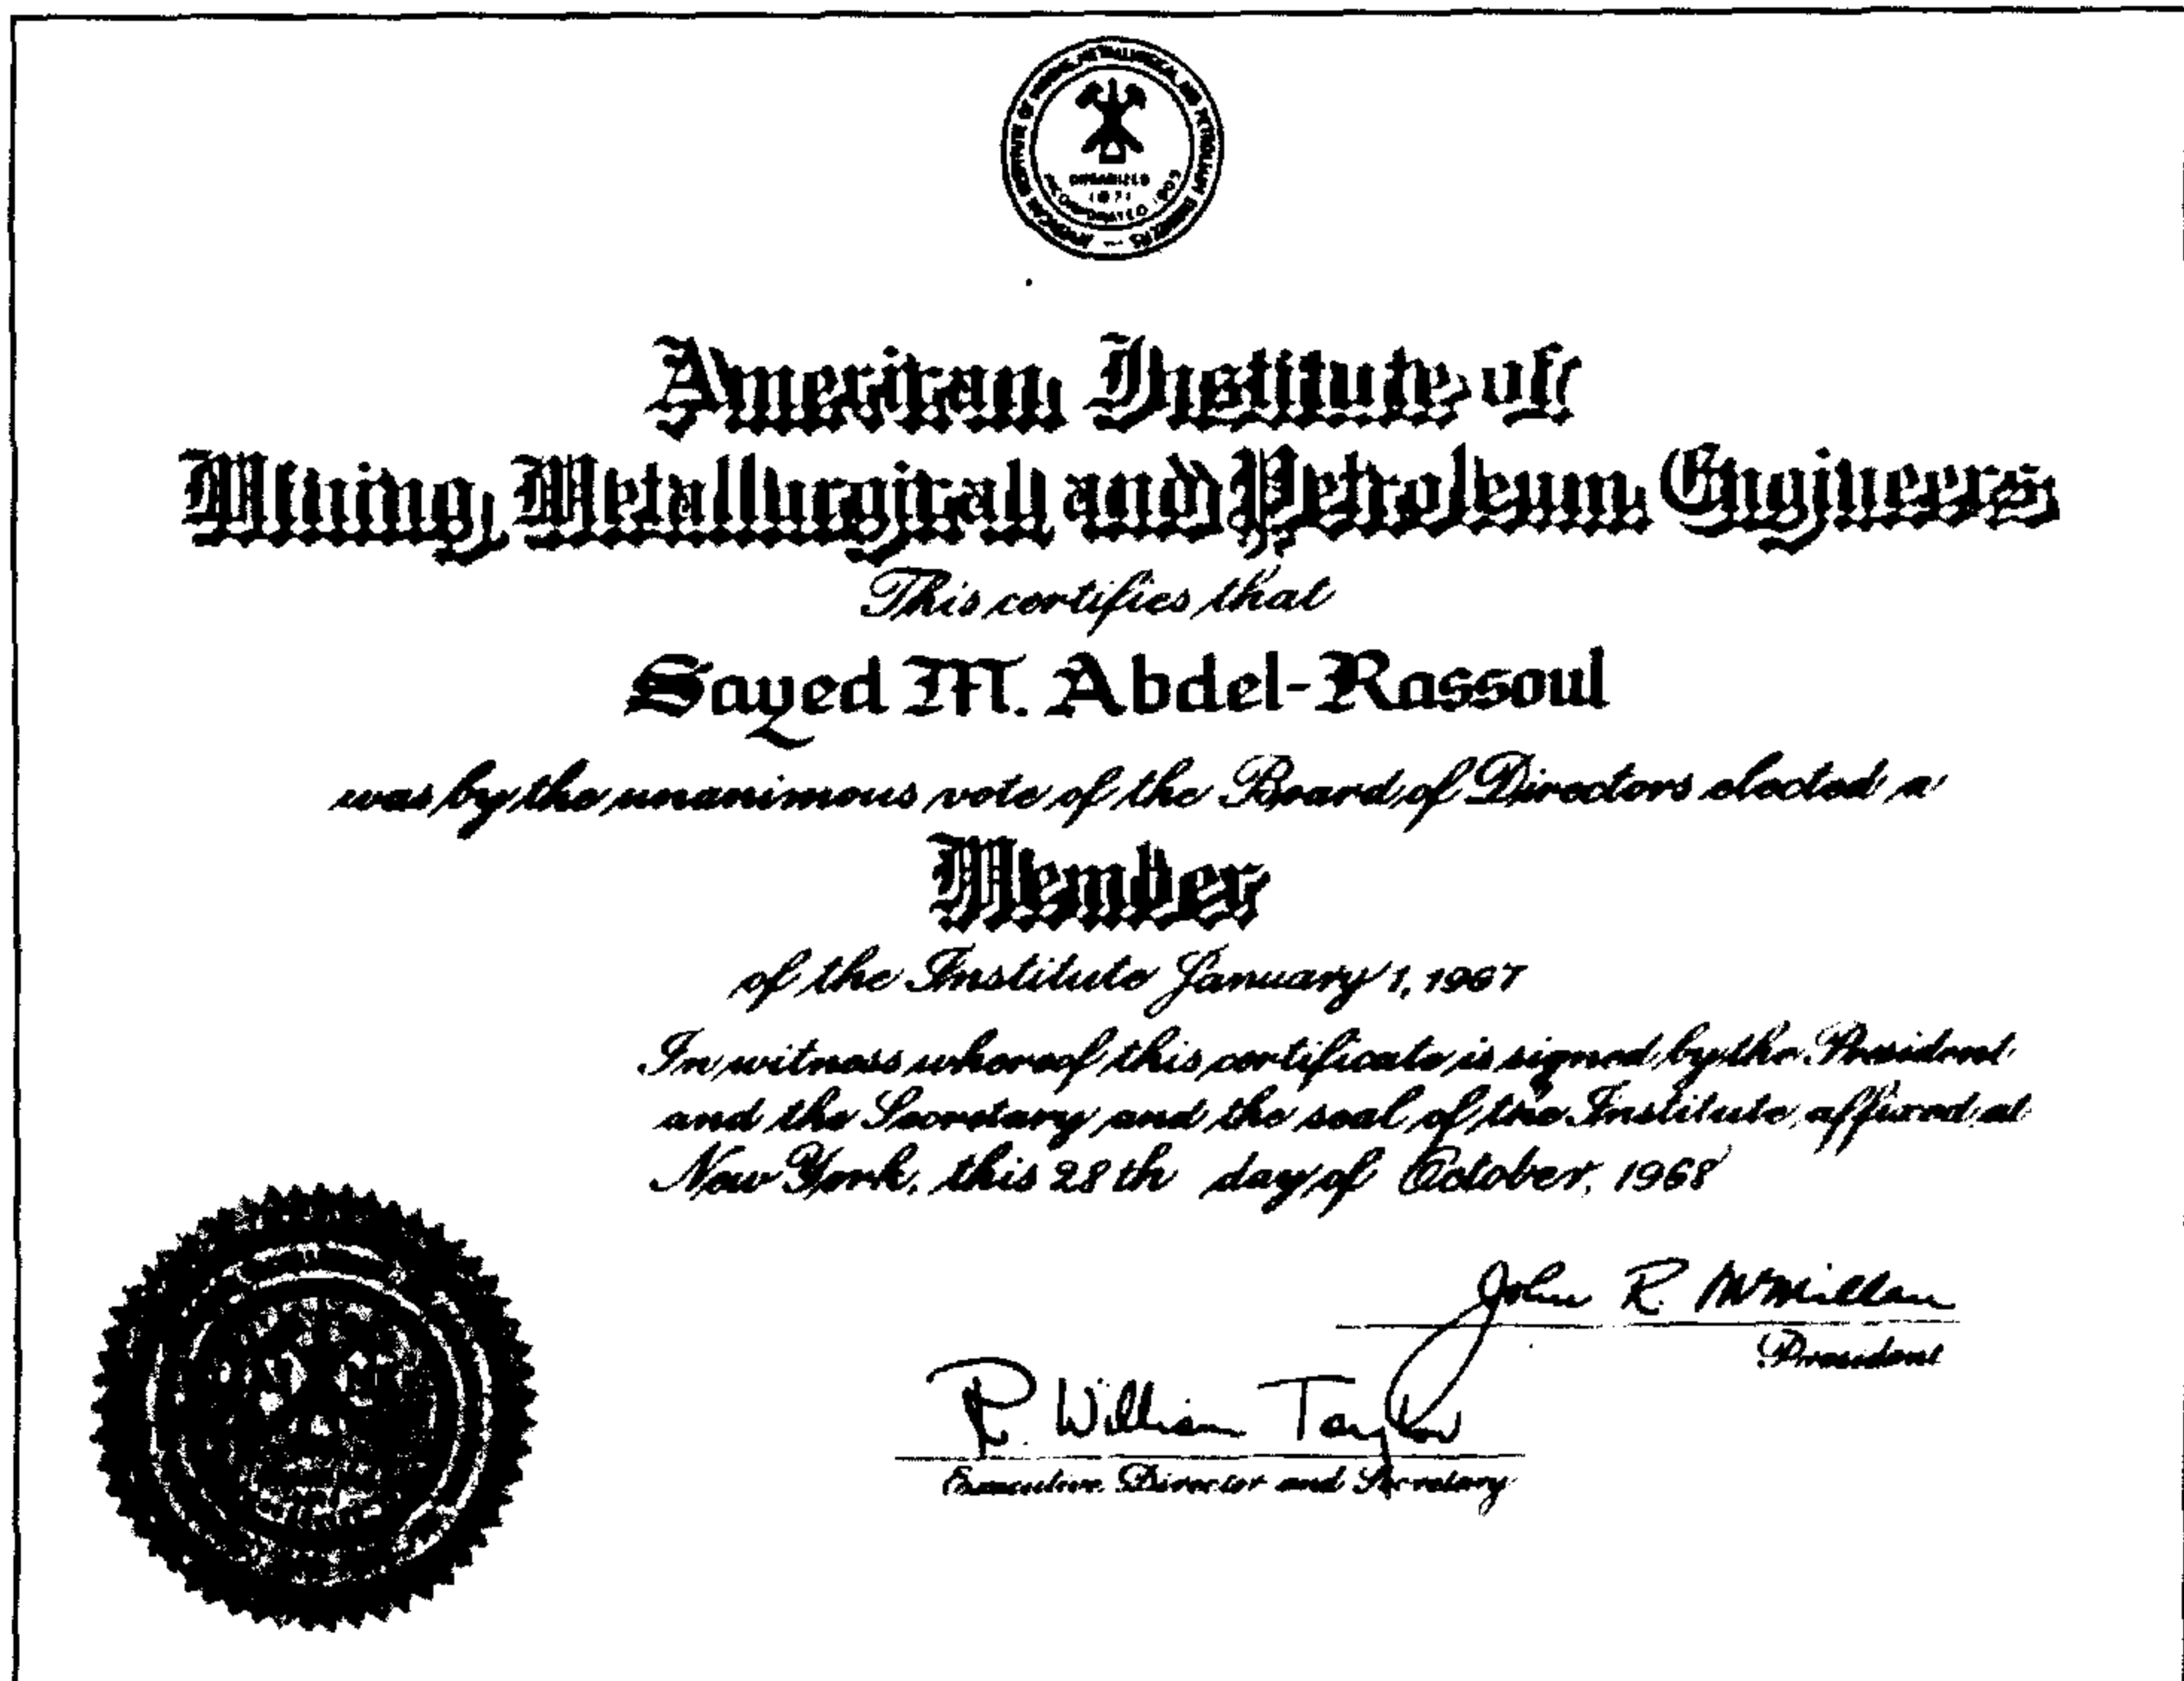 ORGANIZED
1871
American Institute of
Mining, Metallurgical and Petroleum Engineers
This certifies that
Sayed M. Abdel-Rassoul
was by the unanimous vote of the Board of Directors elected a
Member
of the Institute January 1, 1967
In witness whereof this certificate is signed by the President
and the Secretary and the seal of the Institute affixed at
New York, this 28th day of October, 1968
John R. McMillan
President
R. William Taylor
Executive Director and Secretary